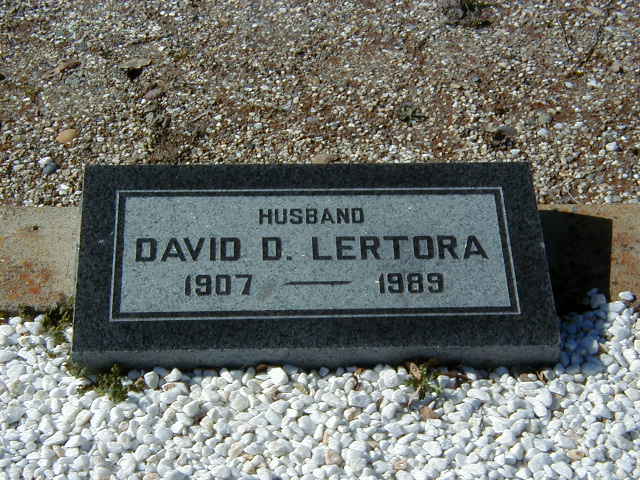 HUSBAND
DAVID D. LERTORA
1907 — 1989